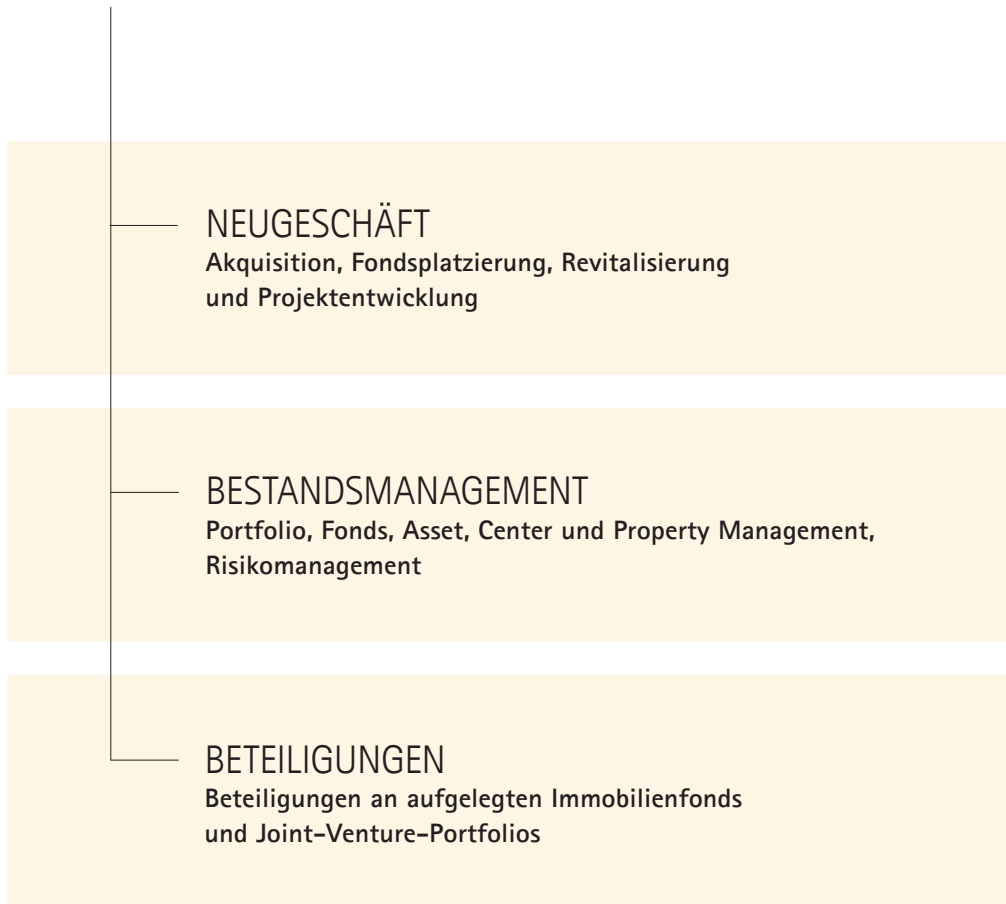 NEUGESCHÄFT
Akquisition, Fondsplatzierung, Revitalisierung
und Projektentwicklung
BESTANDSMANAGEMENT
Portfolio, Fonds, Asset, Center und Property Management,
Risikomanagement
BETEILIGUNGEN
Beteiligungen an aufgelegten Immobilienfonds
und Joint-Venture-Portfolios